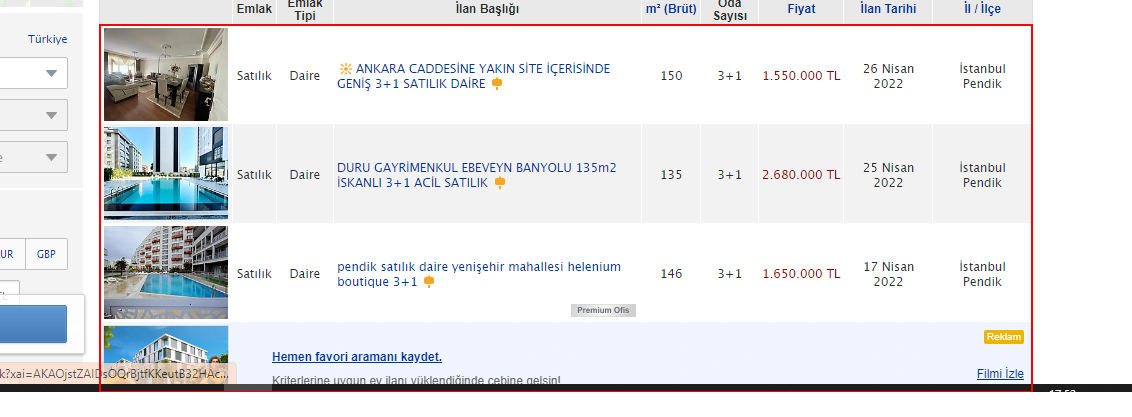 Emlak
Emlak
Tipi
İlan Başlığı
m² (Brüt)
Oda
Sayısı
Fiyat
İlan Tarihi
İl / İlçe
Türkiye
UR
GBP
TL
Satılık
Daire
ANKARA CADDESİNE YAKIN SİTE İÇERİSİNDE
GENİŞ 3+1 SATILIK DAİRE
150
3+1
1.550.000 TL
26 Nisan
2022
İstanbul
Pendik
Satılık
Daire
DURU GAYRİMENKUL EBEVEYN BANYOLU 135m2
İSKANLI 3+1 ACİL SATILIK
135
3+1
2.680.000 TL
25 Nisan
2022
İstanbul
Pendik
Satılık
Daire
pendik satılık daire yenişehir mahallesi helenium
boutique 3+1
146
3+1
1.650.000 TL
17 Nisan
2022
İstanbul
Pendik
Premium Ofis
Reklam
Hemen favori aramanı kaydet.
Kriterlerine uygun ev ilanı yüklendiğinde cebine gelsin!
Filmi İzle